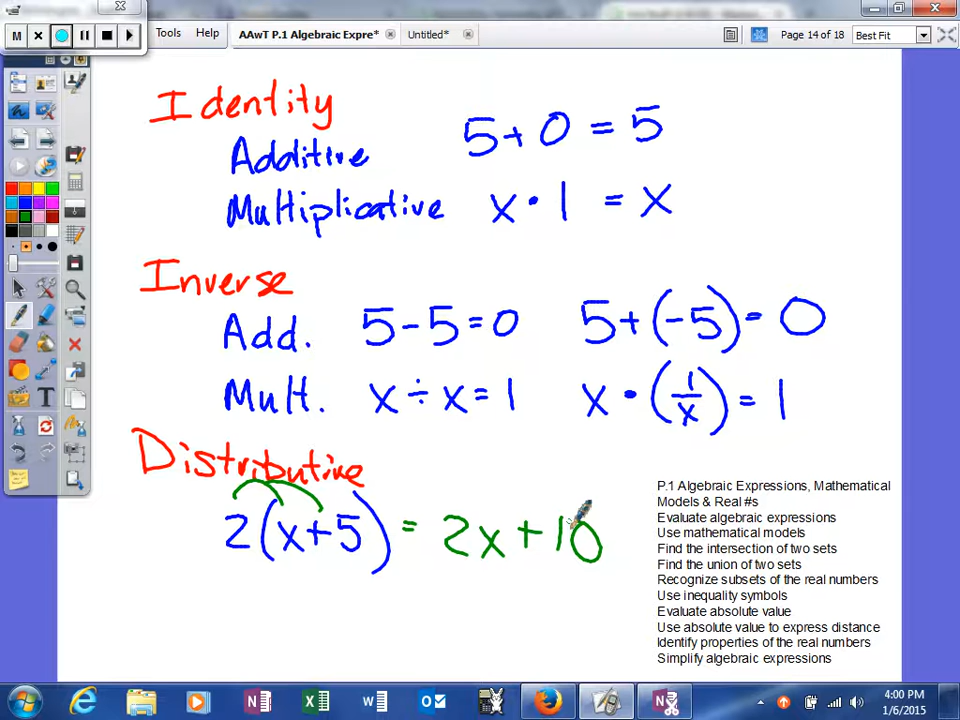 M
Tools Help AAwT P.1 Algebraic Expre* Untitled* Page 14 of 18 Best Fit
Identity
Additive 5 + 0 = 5
Multiplicative x · 1 = x
Inverse
Add. 5 - 5 = 0 5 + (-5) = 0
Mult. x ÷ x = 1 x · (1/x) = 1
Distributive
2(x+5) = 2x + 10
P.1 Algebraic Expressions, Mathematical
Models & Real #s
Evaluate algebraic expressions
Use mathematical models
Find the intersection of two sets
Find the union of two sets
Recognize subsets of the real numbers
Use inequality symbols
Evaluate absolute value
Use absolute value to express distance
Identify properties of the real numbers
Simplify algebraic expressions
4:00 PM
1/6/2015